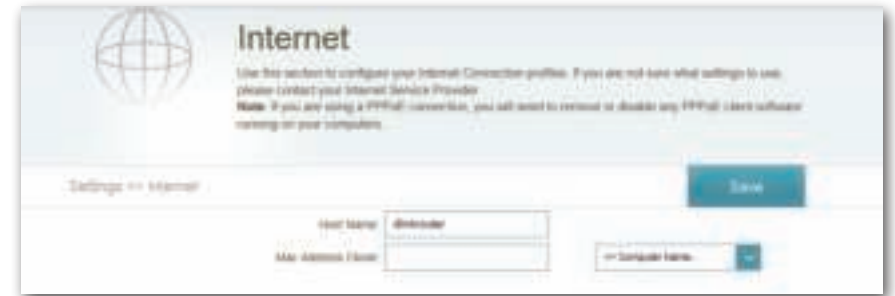 Internet
Use this section to configure your Internet Connection profiles. If you are not sure what settings to use,
please contact your Internet Service Provider
Note: If you are using a PPPoE connection, you will need to remove or disable any PPPoE client software
running on your computers.
Settings >> Internet
Save
Host Name
Mac Address Clone
<< Computer Name